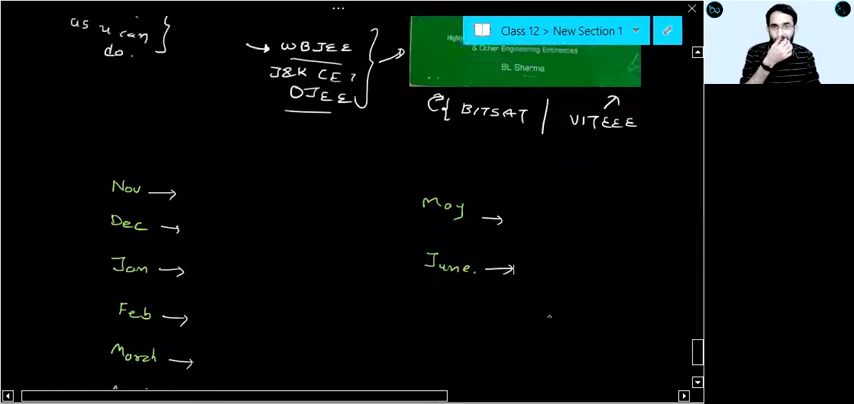 as u can
do.
WBJEE
J&K CET
OJEE
Class 12 > New Section 1
& Other Engineering Entrances
BL Sharma
BITSAT | VITEEE
Nov →
Dec →
Jan →
Feb →
March →
May →
June. →